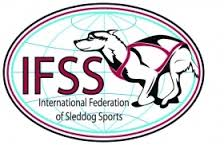 IFSS
International Federation
of Sleddog Sports